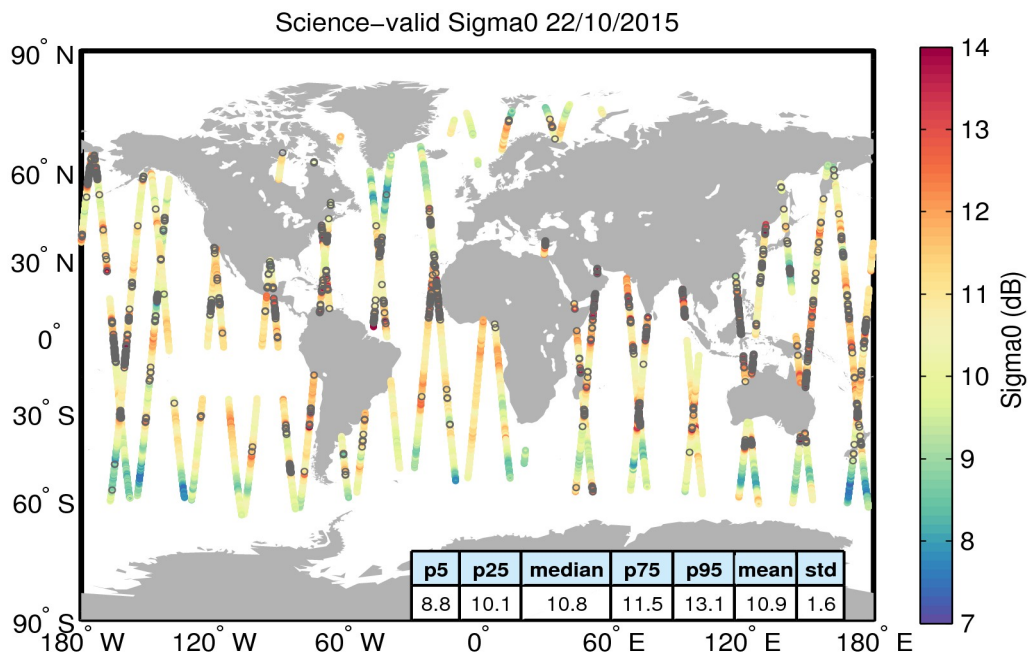 Science−valid Sigma0 22/10/2015
90° N
60° N
30° N
0°
30° S
60° S
90° S
180° W
120° W
60° W
0°
60° E
120° E
180° E
p5 p25 median p75 p95 mean std
8.8 10.1 10.8 11.5 13.1 10.9 1.6
14
13
12
11
10
9
8
7
Sigma0 (dB)